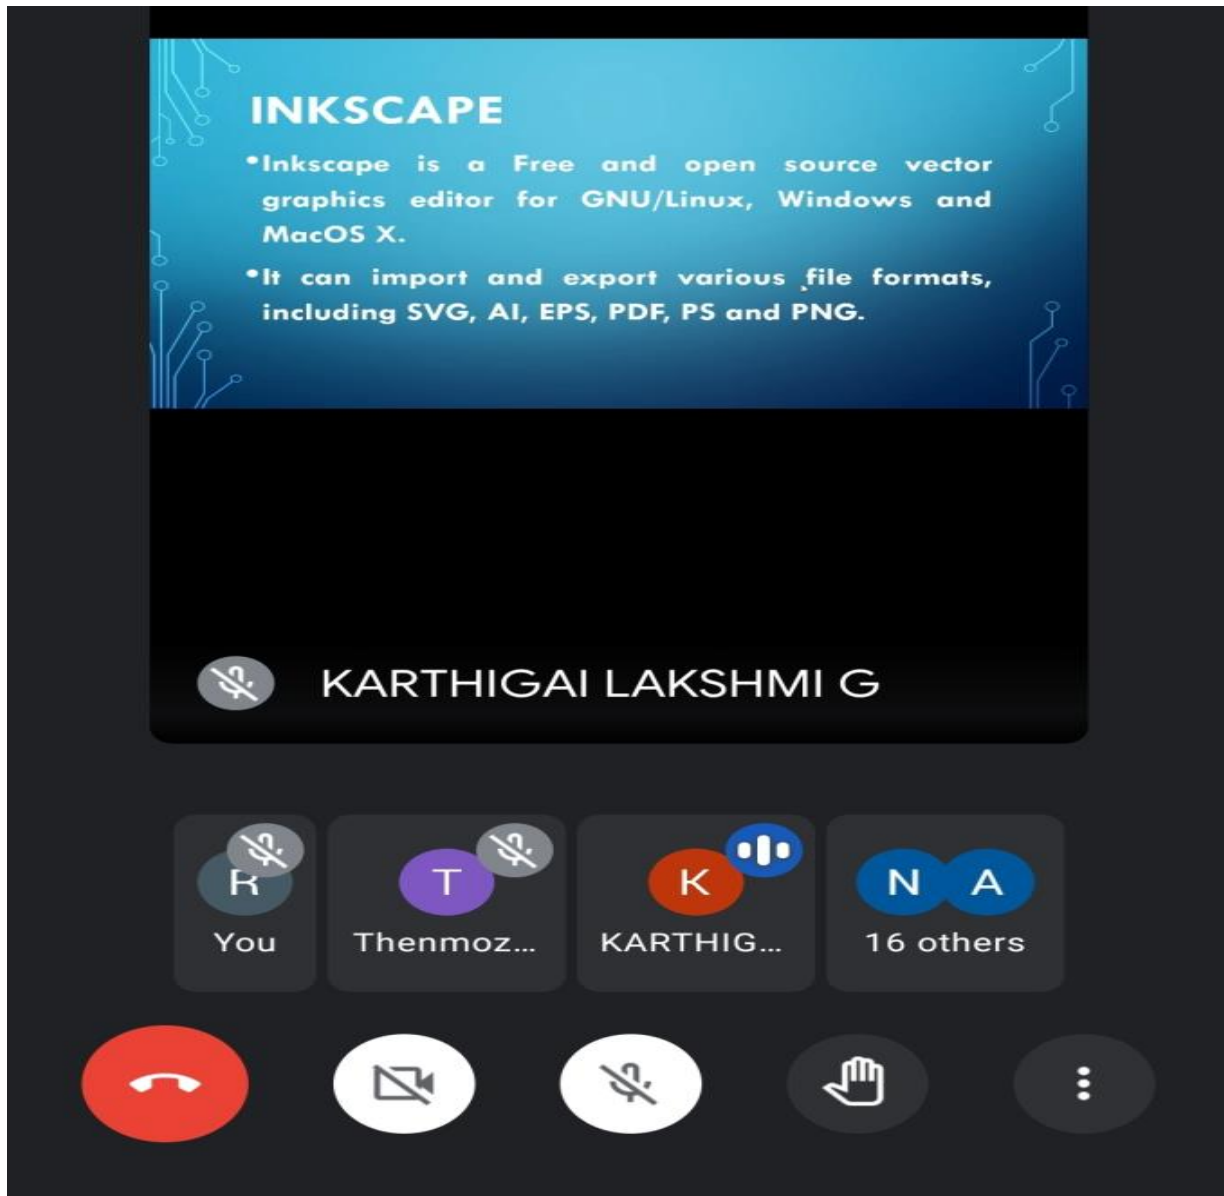 INKSCAPE
•Inkscape is a Free and open source vector
graphics editor for GNU/Linux, Windows and
MacOS X.
•It can import and export various file formats,
including SVG, AI, EPS, PDF, PS and PNG.
KARTHIGAI LAKSHMI G
R T K N A
You Thenmoz... KARTHIG... 16 others